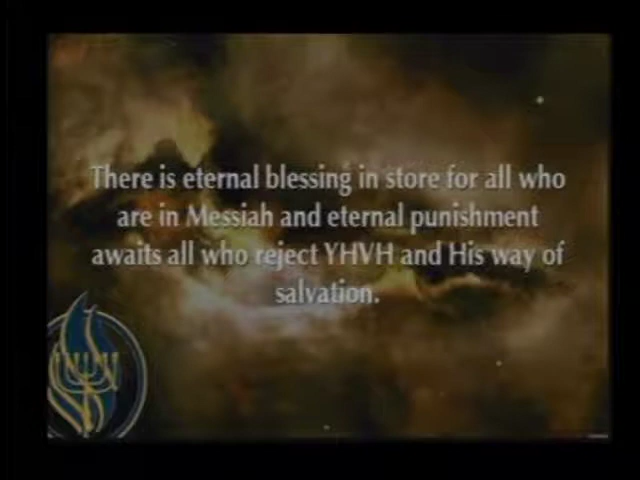 There is eternal blessing in store for all who
are in Messiah and eternal punishment
awaits all who reject YHVH and His way of
salvation.